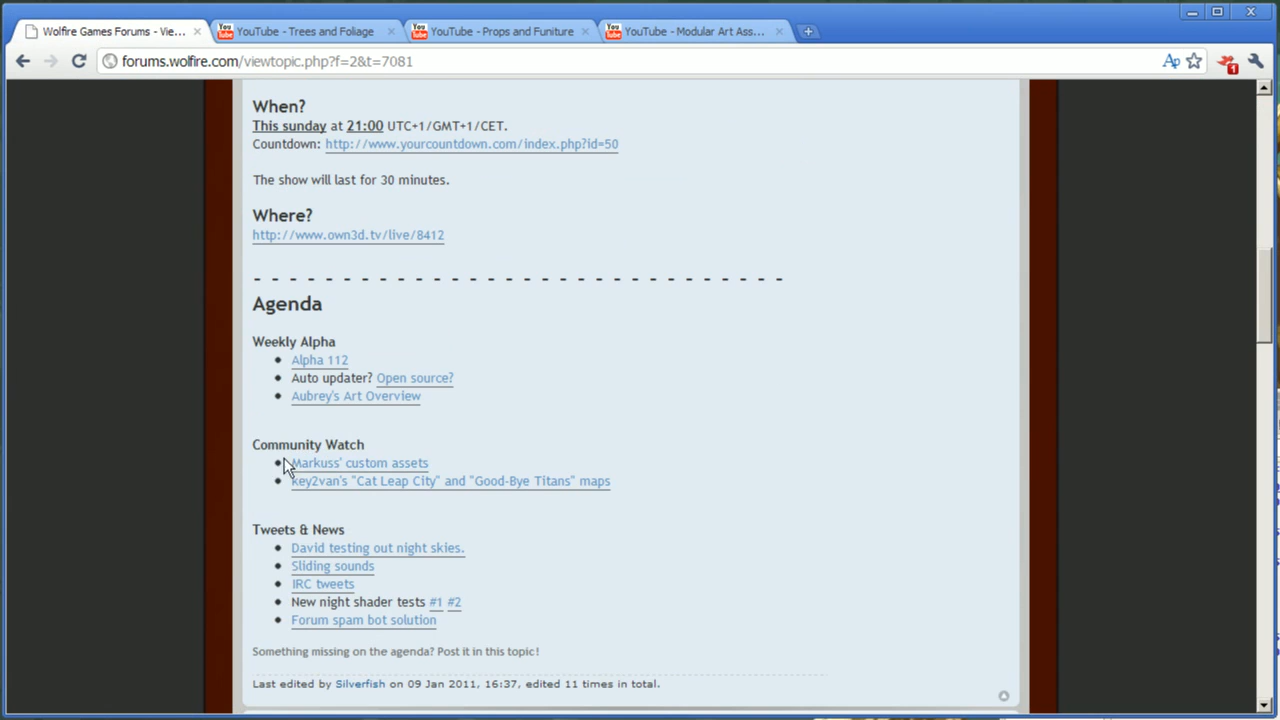 Wolfire Games Forums - Vie...
YouTube - Trees and Foliage
YouTube - Props and Funiture
YouTube - Modular Art Ass...
forums.wolfire.com/viewtopic.php?f=2&t=7081
1
When?
This sunday at 21:00 UTC+1/GMT+1/CET.
Countdown: http://www.yourcountdown.com/index.php?id=50
The show will last for 30 minutes.
Where?
http://www.own3d.tv/live/8412
- - - - - - - - - - - - - - - - - - - - - - - - - - - - - -
Agenda
Weekly Alpha
Alpha 112
Auto updater? Open source?
Aubrey's Art Overview
Community Watch
Markuss' custom assets
key2van's "Cat Leap City" and "Good-Bye Titans" maps
Tweets & News
David testing out night skies.
Sliding sounds
IRC tweets
New night shader tests #1 #2
Forum spam bot solution
Something missing on the agenda? Post it in this topic!
Last edited by Silverfish on 09 Jan 2011, 16:37, edited 11 times in total.